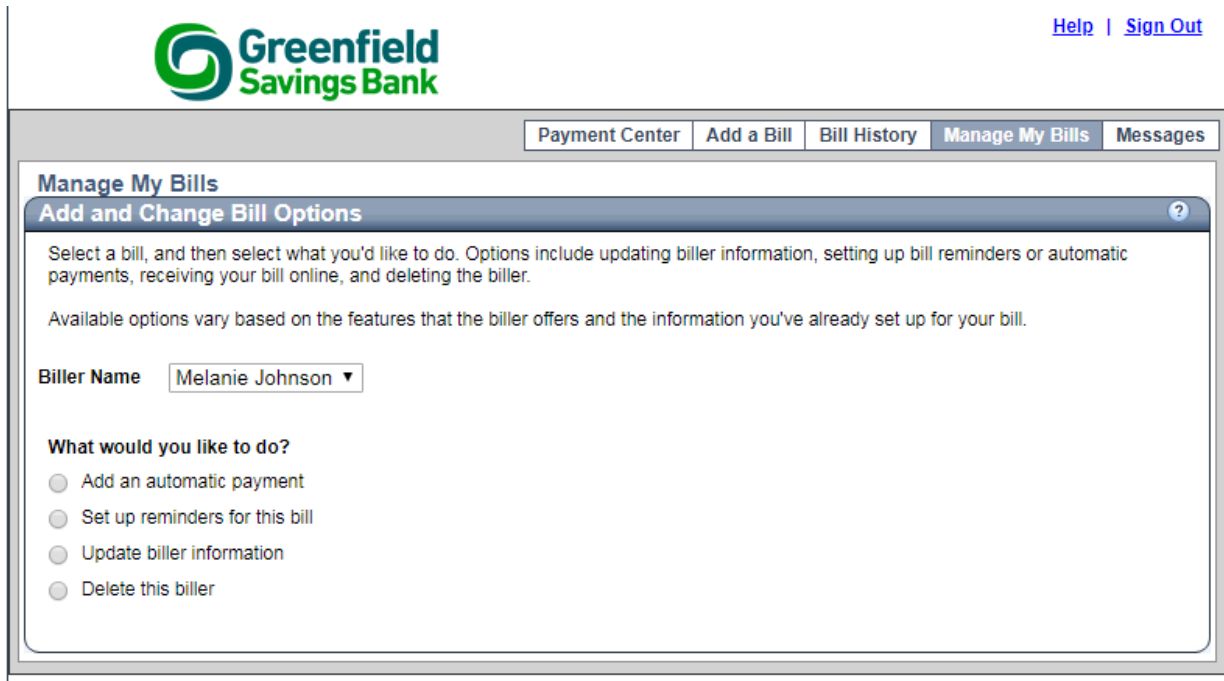 Greenfield
Savings Bank
Help | Sign Out
Payment Center Add a Bill Bill History Manage My Bills Messages
Manage My Bills
Add and Change Bill Options ?
Select a bill, and then select what you'd like to do. Options include updating biller information, setting up bill reminders or automatic
payments, receiving your bill online, and deleting the biller.
Available options vary based on the features that the biller offers and the information you've already set up for your bill.
Biller Name Melanie Johnson
What would you like to do?
Add an automatic payment
Set up reminders for this bill
Update biller information
Delete this biller